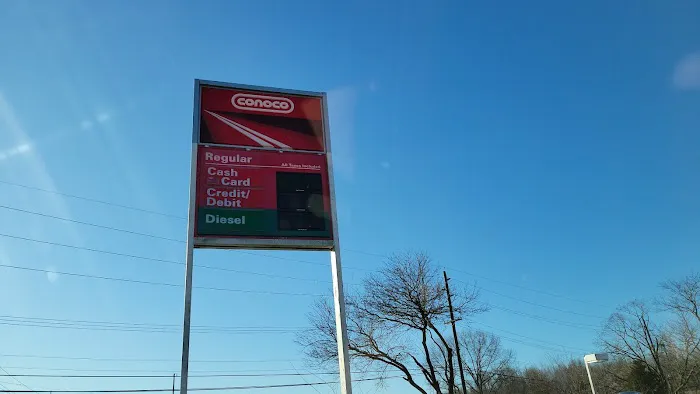 conoco
Regular
All Taxes Included
Cash
Card
Credit/
Debit
Diesel